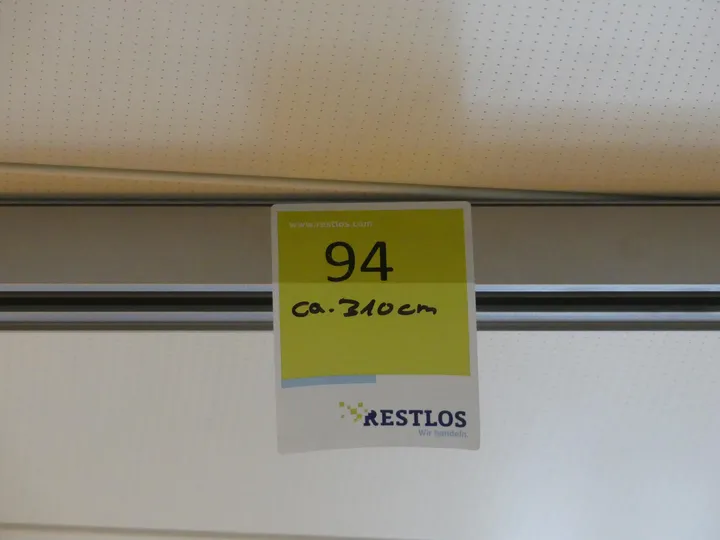 www.restlos.com
94
ca. 310 cm
RESTLOS
Wir handeln.